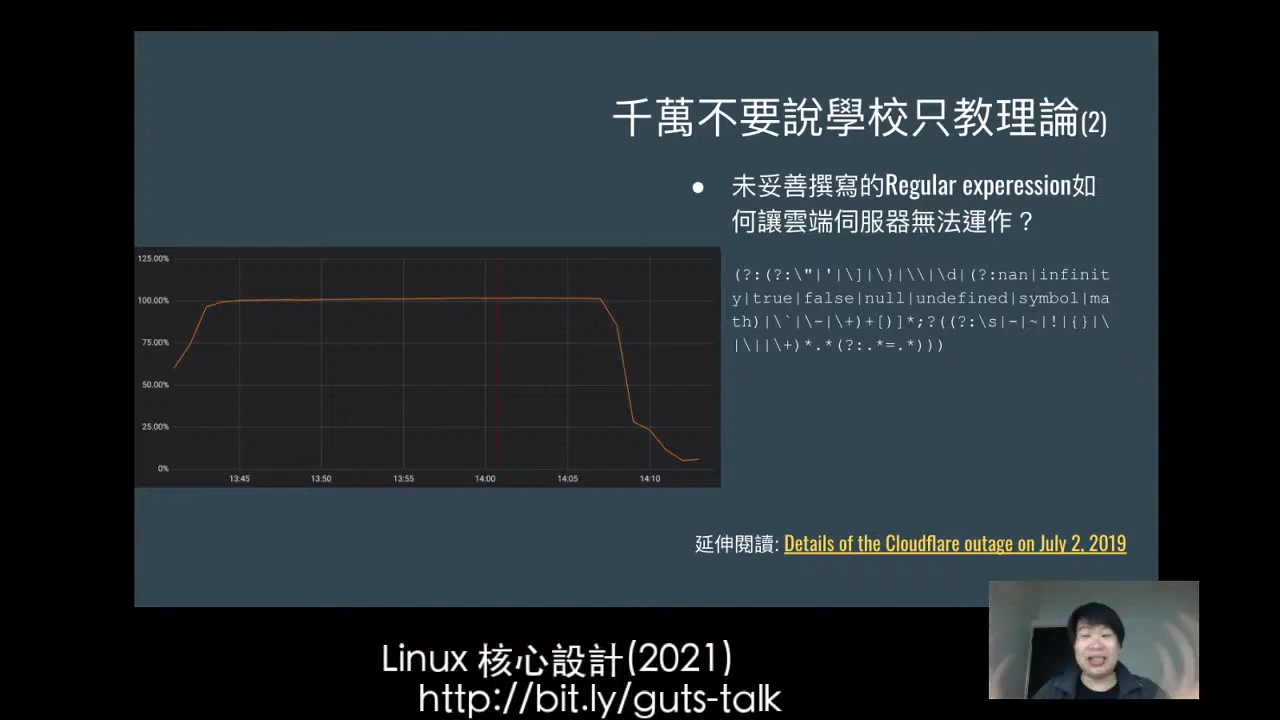 千萬不要說學校只教理論(2)
● 未妥善撰寫的Regular experession如
何讓雲端伺服器無法運作？
(?:(?:\"|'|\]|\}|\\|\d|(?:nan|infinit
y|true|false|null|undefined|symbol|ma
th)|\`|\-|\+)+[)]*;?((?:\s|-|~|!|{}|\
|\||\+)*.*(?:.*=.*)))
125.00%
100.00%
75.00%
50.00%
25.00%
0%
13:45 13:50 13:55 14:00 14:05 14:10
延伸閱讀: Details of the Cloudflare outage on July 2, 2019
Linux 核心設計(2021)
http://bit.ly/guts-talk